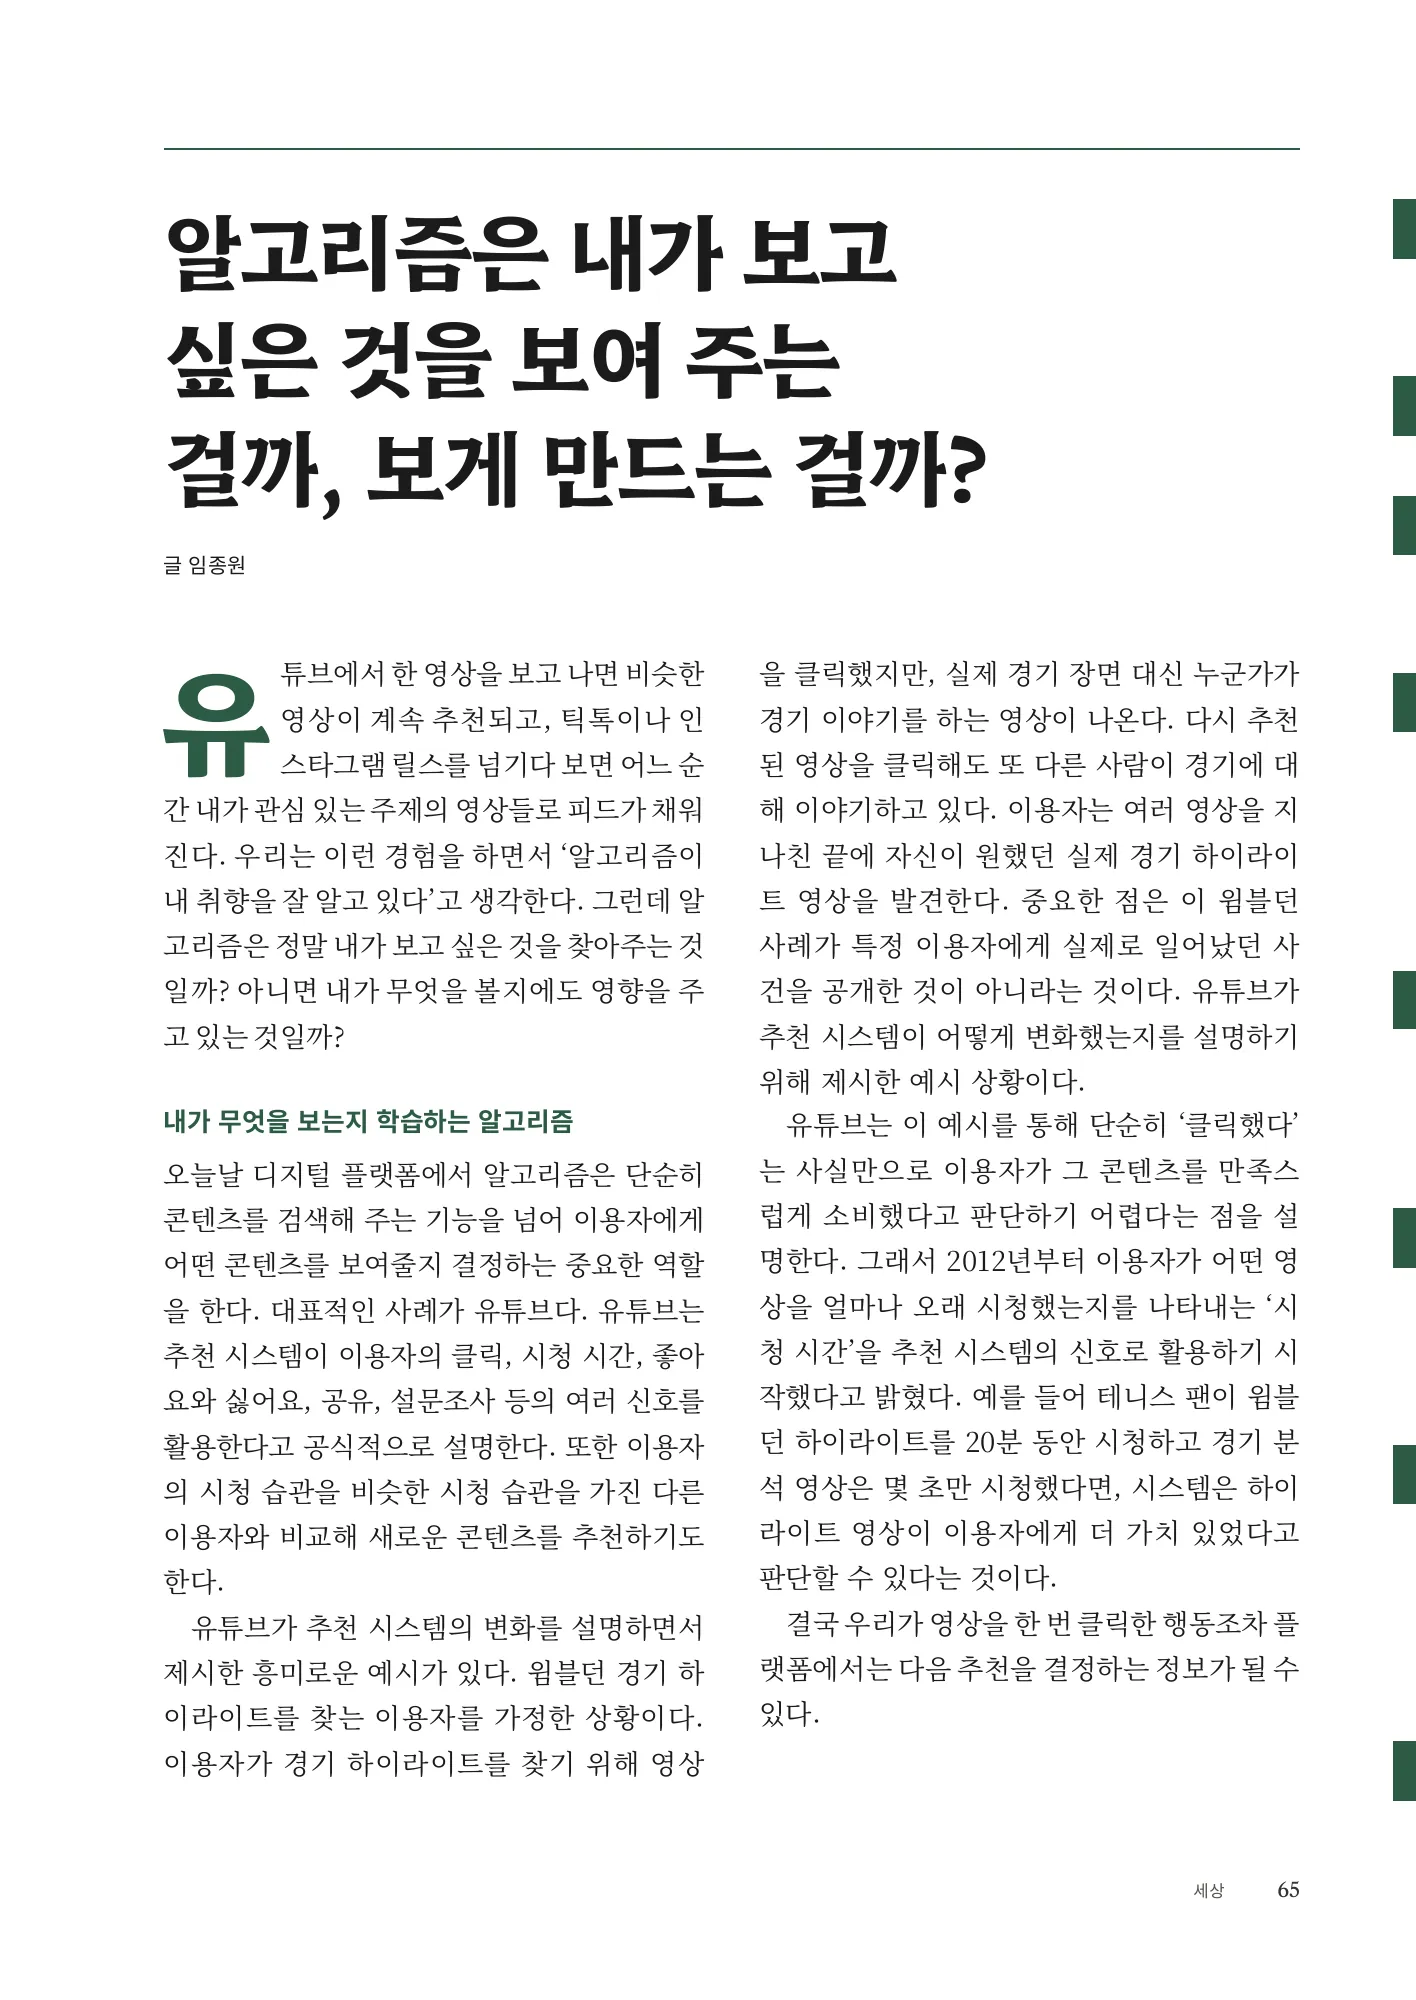 알고리즘은 내가 보고
싶은 것을 보여 주는
걸까, 보게 만드는 걸까?
글 임종원
유튜브에서 한 영상을 보고 나면 비슷한
영상이 계속 추천되고, 틱톡이나 인
스타그램 릴스를 넘기다 보면 어느 순
간 내가 관심 있는 주제의 영상들로 피드가 채워
진다. 우리는 이런 경험을 하면서 ‘알고리즘이
내 취향을 잘 알고 있다’고 생각한다. 그런데 알
고리즘은 정말 내가 보고 싶은 것을 찾아주는 것
일까? 아니면 내가 무엇을 볼지에도 영향을 주
고 있는 것일까?
내가 무엇을 보는지 학습하는 알고리즘
오늘날 디지털 플랫폼에서 알고리즘은 단순히
콘텐츠를 검색해 주는 기능을 넘어 이용자에게
어떤 콘텐츠를 보여줄지 결정하는 중요한 역할
을 한다. 대표적인 사례가 유튜브다. 유튜브는
추천 시스템이 이용자의 클릭, 시청 시간, 좋아
요와 싫어요, 공유, 설문조사 등의 여러 신호를
활용한다고 공식적으로 설명한다. 또한 이용자
의 시청 습관을 비슷한 시청 습관을 가진 다른
이용자와 비교해 새로운 콘텐츠를 추천하기도
한다.
유튜브가 추천 시스템의 변화를 설명하면서
제시한 흥미로운 예시가 있다. 윔블던 경기 하
이라이트를 찾는 이용자를 가정한 상황이다.
이용자가 경기 하이라이트를 찾기 위해 영상
을 클릭했지만, 실제 경기 장면 대신 누군가가
경기 이야기를 하는 영상이 나온다. 다시 추천
된 영상을 클릭해도 또 다른 사람이 경기에 대
해 이야기하고 있다. 이용자는 여러 영상을 지
나친 끝에 자신이 원했던 실제 경기 하이라이
트 영상을 발견한다. 중요한 점은 이 윔블던
사례가 특정 이용자에게 실제로 일어났던 사
건을 공개한 것이 아니라는 것이다. 유튜브가
추천 시스템이 어떻게 변화했는지를 설명하기
위해 제시한 예시 상황이다.
유튜브는 이 예시를 통해 단순히 ‘클릭했다’
는 사실만으로 이용자가 그 콘텐츠를 만족스
럽게 소비했다고 판단하기 어렵다는 점을 설
명한다. 그래서 2012년부터 이용자가 어떤 영
상을 얼마나 오래 시청했는지를 나타내는 ‘시
청 시간’을 추천 시스템의 신호로 활용하기 시
작했다고 밝혔다. 예를 들어 테니스 팬이 윔블
던 하이라이트를 20분 동안 시청하고 경기 분
석 영상은 몇 초만 시청했다면, 시스템은 하이
라이트 영상이 이용자에게 더 가치 있었다고
판단할 수 있다는 것이다.
결국 우리가 영상을 한 번 클릭한 행동조차 플
랫폼에서는 다음 추천을 결정하는 정보가 될 수
있다.
세상 65